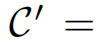 𝒞′ =